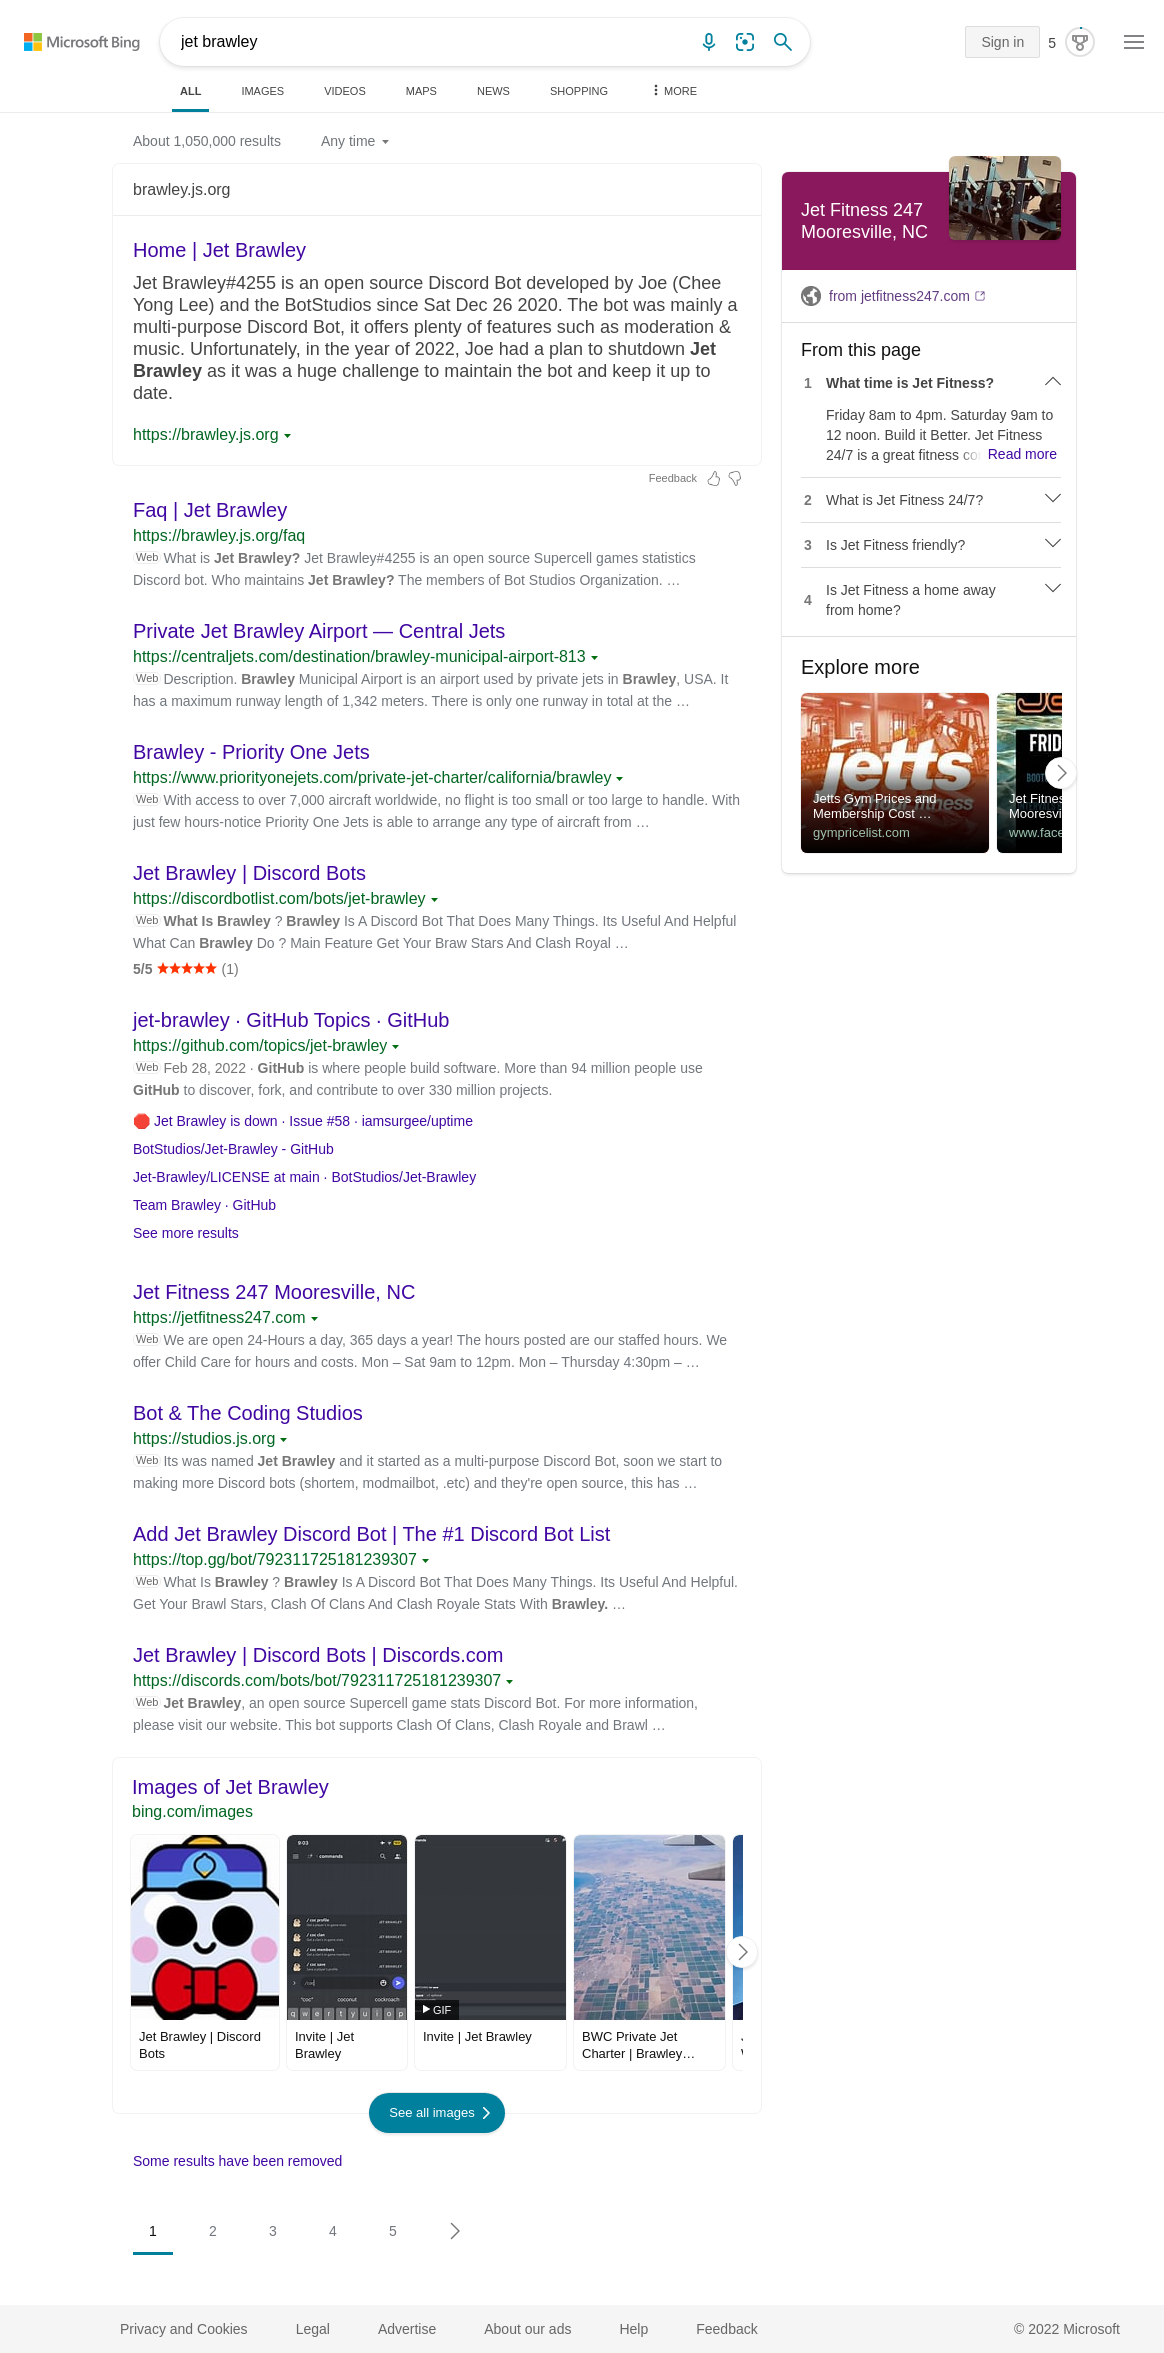 Microsoft Bing
jet brawley
Sign in
5
ALL
IMAGES
VIDEOS
MAPS
NEWS
SHOPPING
MORE
About 1,050,000 results
Any time
brawley.js.org
Home | Jet Brawley
Jet Brawley#4255 is an open source Discord Bot developed by Joe (Chee
Yong Lee) and the BotStudios since Sat Dec 26 2020. The bot was mainly a
multi-purpose Discord Bot, it offers plenty of features such as moderation &
music. Unfortunately, in the year of 2022, Joe had a plan to shutdown Jet
Brawley as it was a huge challenge to maintain the bot and keep it up to
date.
https://brawley.js.org
Feedback
Faq | Jet Brawley
https://brawley.js.org/faq
Web What is Jet Brawley? Jet Brawley#4255 is an open source Supercell games statistics
Discord bot. Who maintains Jet Brawley? The members of Bot Studios Organization. …
Private Jet Brawley Airport — Central Jets
https://centraljets.com/destination/brawley-municipal-airport-813
Web Description. Brawley Municipal Airport is an airport used by private jets in Brawley, USA. It
has a maximum runway length of 1,342 meters. There is only one runway in total at the …
Brawley - Priority One Jets
https://www.priorityonejets.com/private-jet-charter/california/brawley
Web With access to over 7,000 aircraft worldwide, no flight is too small or too large to handle. With
just few hours-notice Priority One Jets is able to arrange any type of aircraft from …
Jet Brawley | Discord Bots
https://discordbotlist.com/bots/jet-brawley
Web What Is Brawley ? Brawley Is A Discord Bot That Does Many Things. Its Useful And Helpful
What Can Brawley Do ? Main Feature Get Your Braw Stars And Clash Royal …
5/5 ★★★★★ (1)
jet-brawley · GitHub Topics · GitHub
https://github.com/topics/jet-brawley
Web Feb 28, 2022 · GitHub is where people build software. More than 94 million people use
GitHub to discover, fork, and contribute to over 330 million projects.
Jet Brawley is down · Issue #58 · iamsurgee/uptime
BotStudios/Jet-Brawley - GitHub
Jet-Brawley/LICENSE at main · BotStudios/Jet-Brawley
Team Brawley · GitHub
See more results
Jet Fitness 247 Mooresville, NC
https://jetfitness247.com
Web We are open 24-Hours a day, 365 days a year! The hours posted are our staffed hours. We
offer Child Care for hours and costs. Mon – Sat 9am to 12pm. Mon – Thursday 4:30pm – …
Bot & The Coding Studios
https://studios.js.org
Web Its was named Jet Brawley and it started as a multi-purpose Discord Bot, soon we start to
making more Discord bots (shortem, modmailbot, .etc) and they're open source, this has …
Add Jet Brawley Discord Bot | The #1 Discord Bot List
https://top.gg/bot/792311725181239307
Web What Is Brawley ? Brawley Is A Discord Bot That Does Many Things. Its Useful And Helpful.
Get Your Brawl Stars, Clash Of Clans And Clash Royale Stats With Brawley. …
Jet Brawley | Discord Bots | Discords.com
https://discords.com/bots/bot/792311725181239307
Web Jet Brawley, an open source Supercell game stats Discord Bot. For more information,
please visit our website. This bot supports Clash Of Clans, Clash Royale and Brawl …
Images of Jet Brawley
bing.com/images
9:03
commands
/ coc profile
JET BRAWLEY
/ coc clan
JET BRAWLEY
/ coc members
JET BRAWLEY
/ coc save
JET BRAWLEY
/coc
"coc" coconut cockroach
q w e r t y u i o p
GIF
Jet Brawley | Discord
Bots
Invite | Jet
Brawley
Invite | Jet Brawley
BWC Private Jet
Charter | Brawley…
See all images
Some results have been removed
1
2
3
4
5
Jet Fitness 247
Mooresville, NC
from jetfitness247.com
From this page
1 What time is Jet Fitness?
Friday 8am to 4pm. Saturday 9am to
12 noon. Build it Better. Jet Fitness
24/7 is a great fitness Read more
2 What is Jet Fitness 24/7?
3 Is Jet Fitness friendly?
4 Is Jet Fitness a home away
from home?
Explore more
jetts
24 hour fitness
Jetts Gym Prices and
Membership Cost …
gympricelist.com
FRID
BOOT
Jet Fitnes
Mooresvi
www.face
Privacy and Cookies
Legal
Advertise
About our ads
Help
Feedback
© 2022 Microsoft